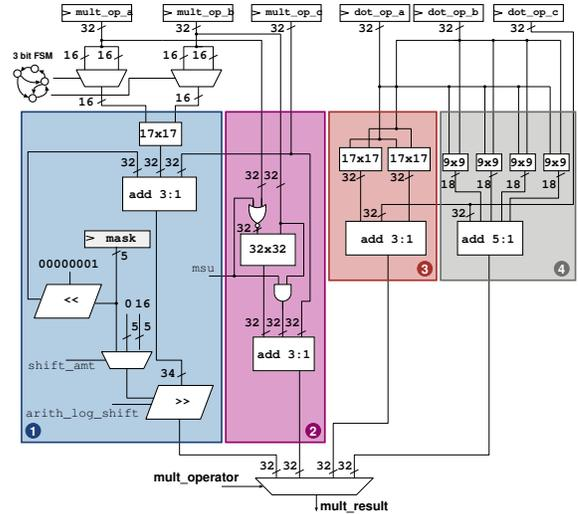 mult_op_a mult_op_b mult_op_c dot_op_a dot_op_b dot_op_c
32 32 32 32 32 32
3 bit FSM
16 16 16 16
16 16
17x17
17x17 17x17
9x9 9x9 9x9 9x9
32 32 32
32 32
32 32
18 18 18 18
add 3:1
32
32
32
mask
5
32x32
add 3:1
add 5:1
00000001
msu
3
4
<<
0 16
5 5
32 32 32
shift_amt
add 3:1
34
arith_log_shift
>>
1
2
32 32 32 32
mult_operator
mult_result